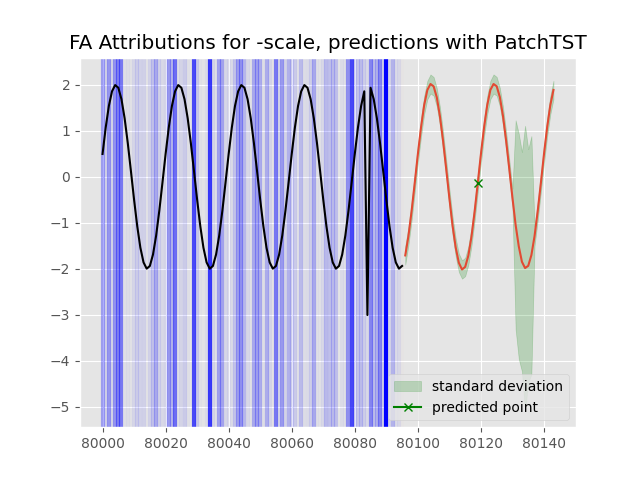 FA Attributions for -scale, predictions with PatchTST
2
1
0
−1
−2
−3
−4
−5
80000 80020 80040 80060 80080 80100 80120 80140
standard deviation
predicted point